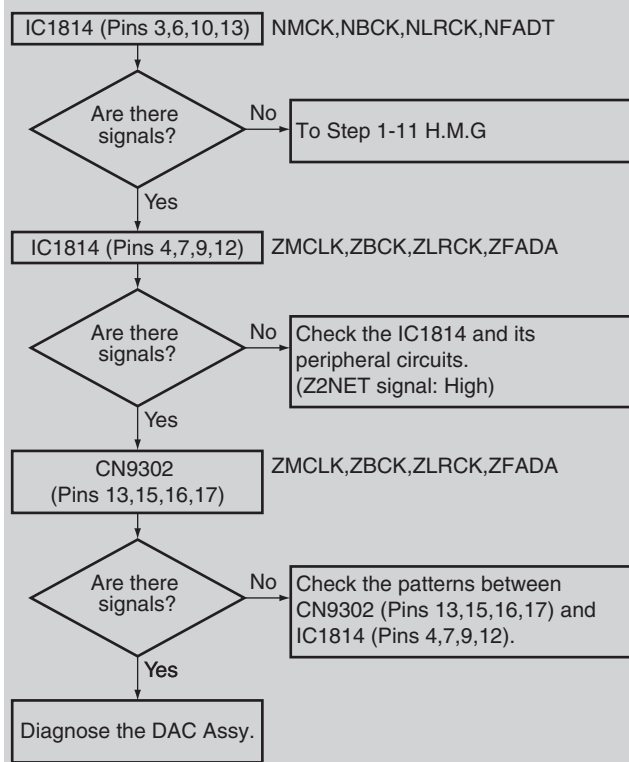 IC1814 (Pins 3,6,10,13) NMCK,NBCK,NLRCK,NFADT
Are there
signals?
No
To Step 1-11 H.M.G
Yes
IC1814 (Pins 4,7,9,12) ZMCLK,ZBCK,ZLRCK,ZFADA
Are there
signals?
No
Check the IC1814 and its
peripheral circuits.
(Z2NET signal: High)
Yes
CN9302
(Pins 13,15,16,17)
ZMCLK,ZBCK,ZLRCK,ZFADA
Are there
signals?
No
Check the patterns between
CN9302 (Pins 13,15,16,17) and
IC1814 (Pins 4,7,9,12).
Yes
Diagnose the DAC Assy.